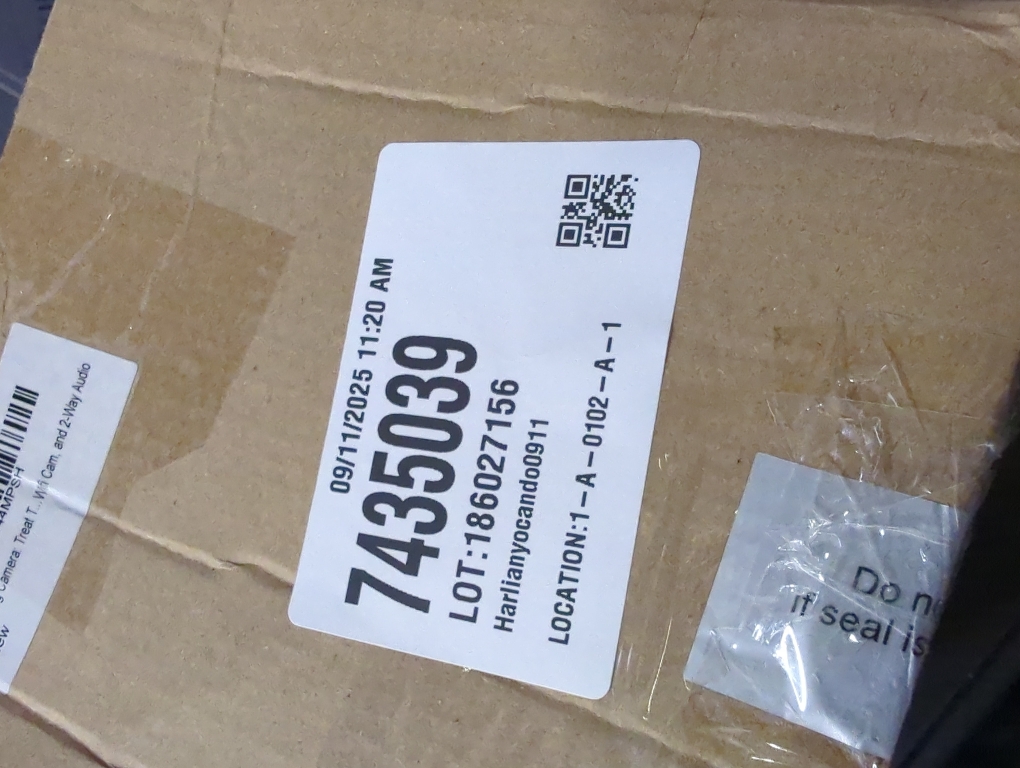 09/11/2025 11:20 AM
7435039
LOT:186027156
Harlianyocando0911
LOCATION:1-A-0102-A-1
Camera: Treat T... Wifi Cam, and 2-Way Audio
Do
if seal is